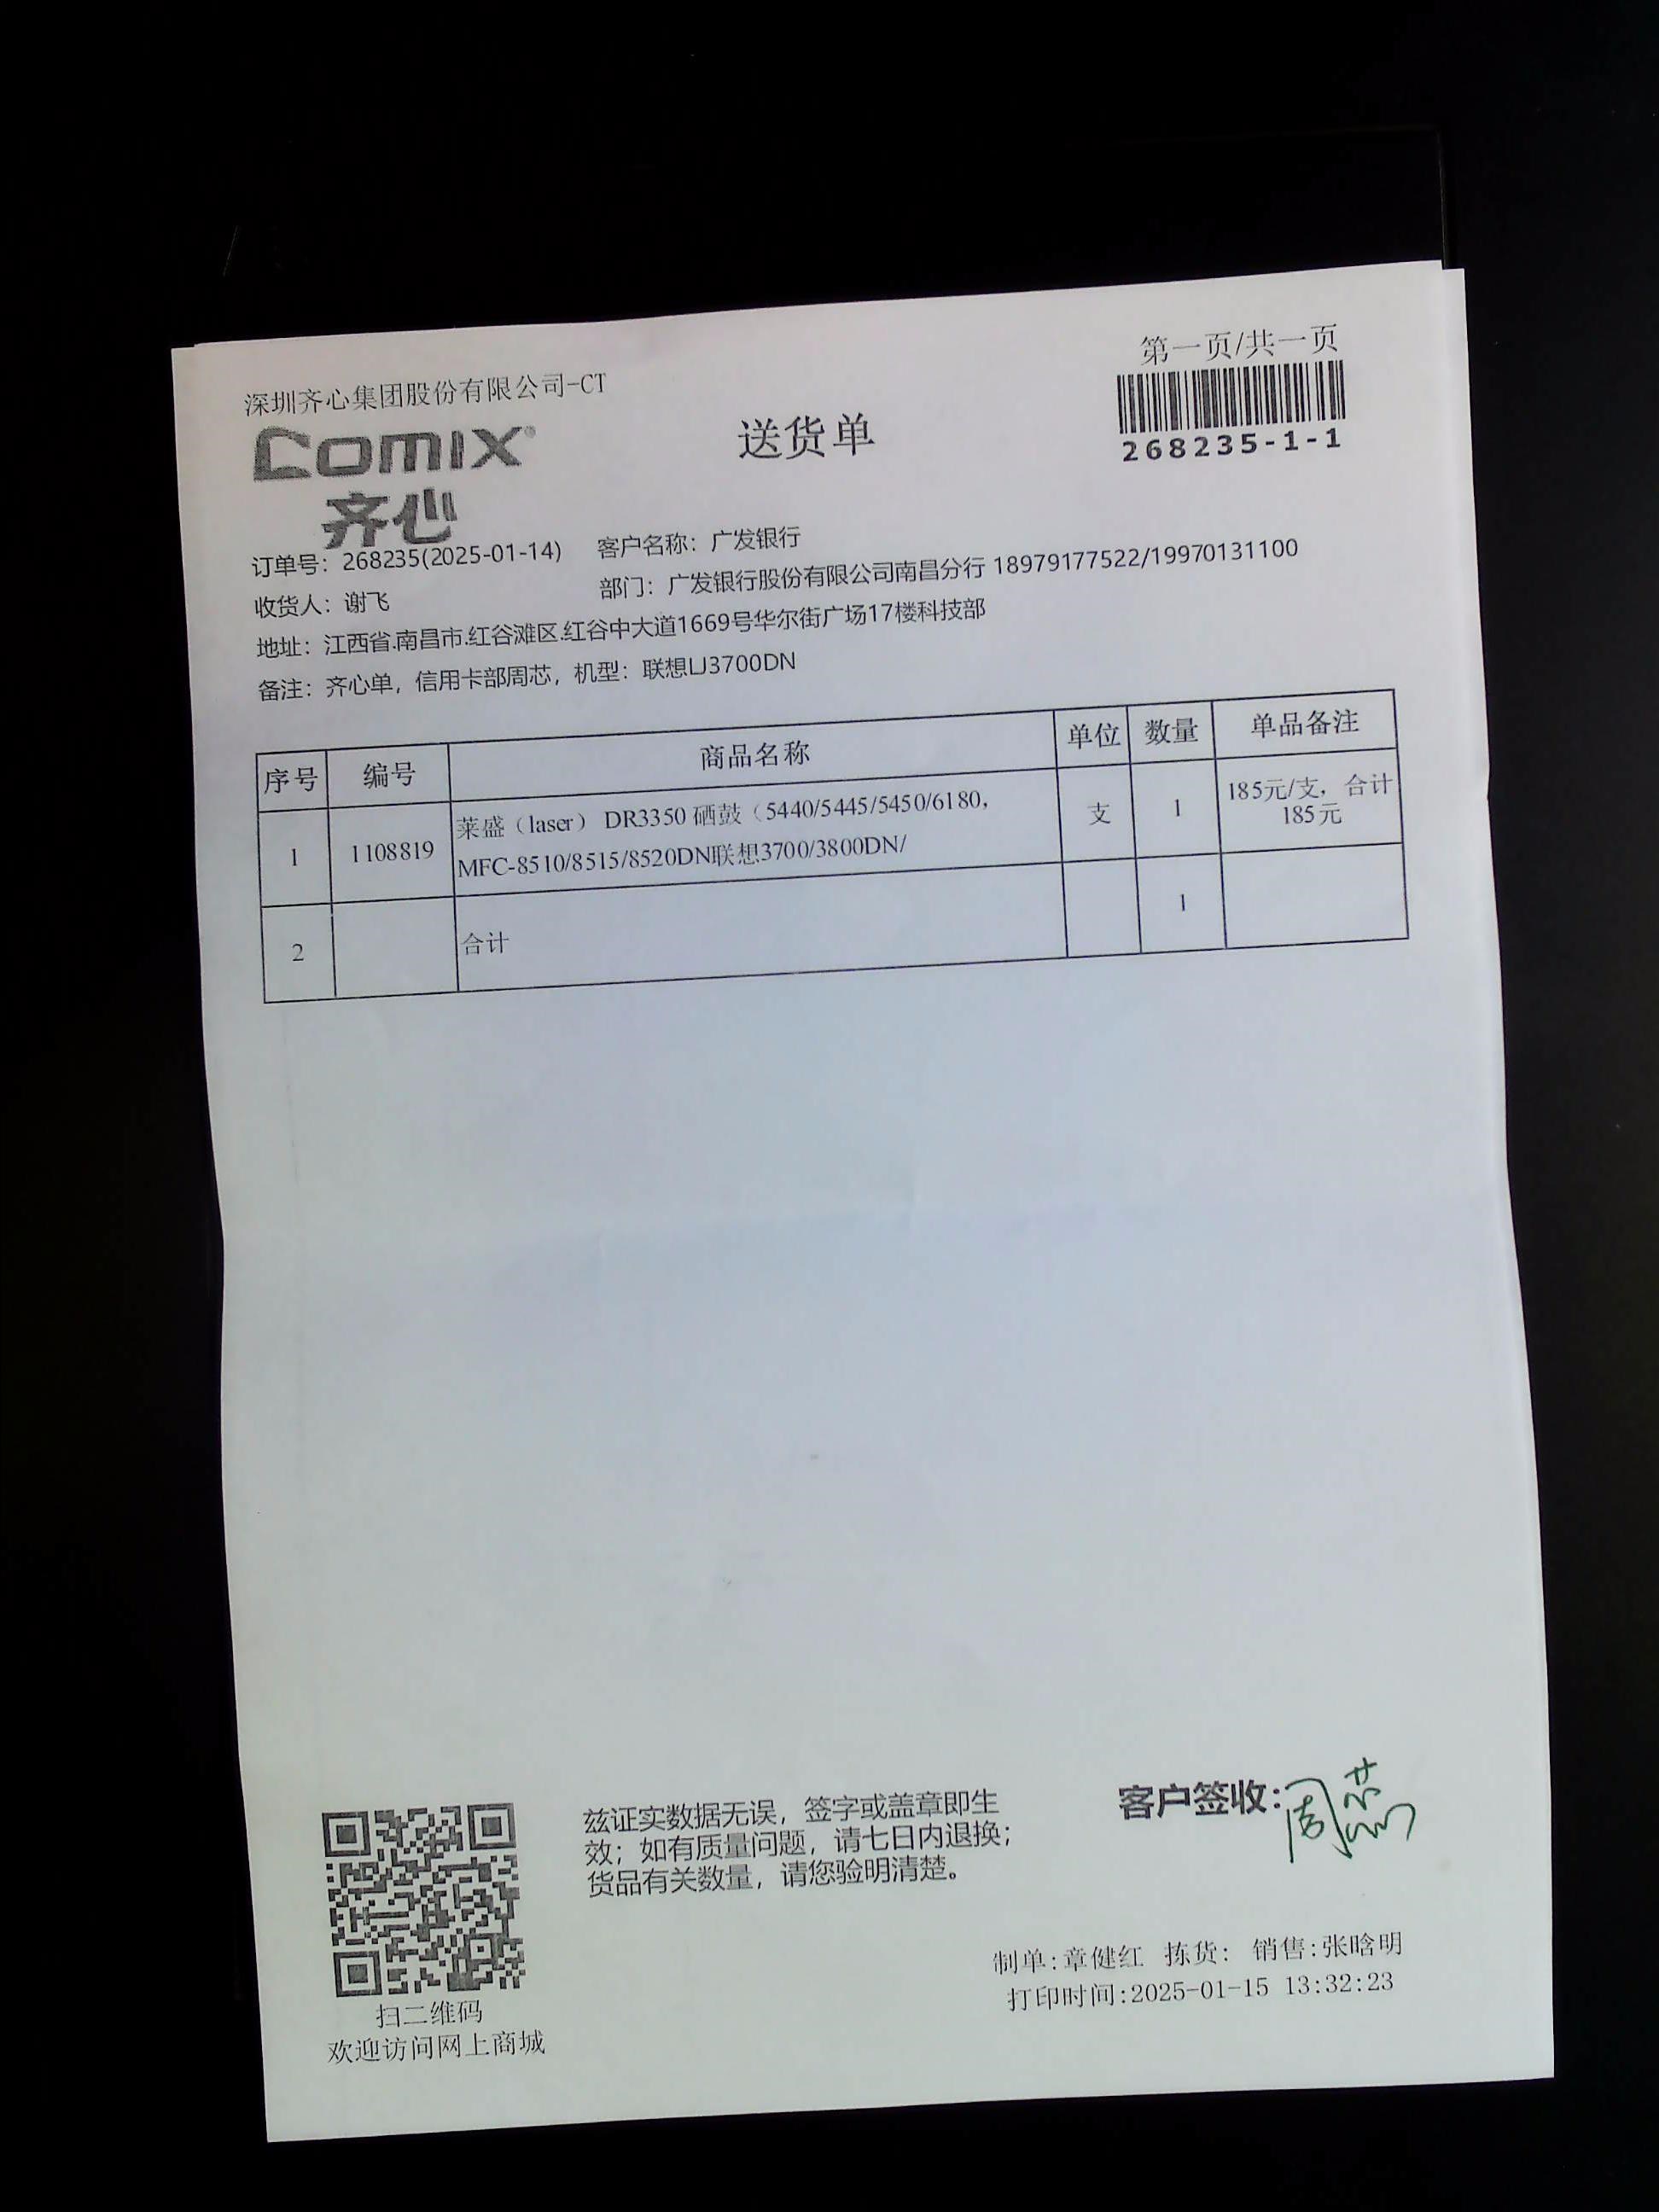 第一页/共一页
深圳齐心集团股份有限公司-CT
comix®
齐心
送货单
268235-1-1
订单号：268235(2025-01-14) 客户名称：广发银行
收货人：谢飞 部门：广发银行股份有限公司南昌分行 18979177522/19970131100
地址：江西省.南昌市.红谷滩区.红谷中大道1669号华尔街广场17楼科技部
备注：齐心单，信用卡部周芯，机型：联想LJ3700DN
序号 编号 商品名称 单位 数量 单品备注
1 1108819 莱盛（laser） DR3350 硒鼓（5440/5445/5450/6180， 支 1 185元/支，合计
MFC-8510/8515/8520DN联想3700/3800DN/ 185元
2 合计 1
兹证实数据无误，签字或盖章即生
效；如有质量问题，请七日内退换；
货品有关数量，请您验明清楚。
客户签收：周
制单:章健红 拣货: 销售:张晗明
打印时间:2025-01-15 13:32:23
扫二维码
欢迎访问网上商城